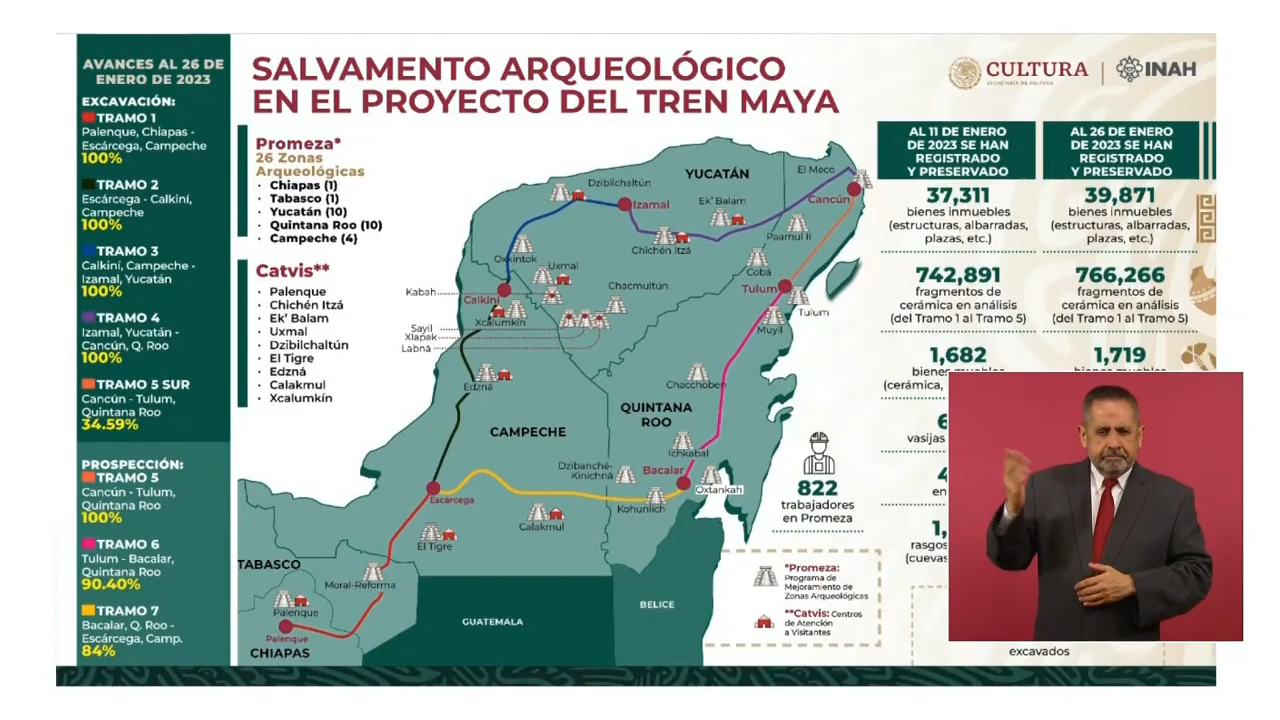 AVANCES AL 26 DE
ENERO DE 2023
EXCAVACIÓN:
TRAMO 1
Palenque, Chiapas -
Escárcega, Campeche
100%
TRAMO 2
Escárcega - Calkiní,
Campeche
100%
TRAMO 3
Calkiní, Campeche -
Izamal, Yucatán
100%
TRAMO 4
Izamal, Yucatán -
Cancún, Q. Roo
100%
TRAMO 5 SUR
Cancún - Tulum,
Quintana Roo
34.59%
PROSPECCIÓN:
TRAMO 5
Cancún - Tulum,
Quintana Roo
100%
TRAMO 6
Tulum - Bacalar,
Quintana Roo
90.40%
TRAMO 7
Bacalar, Q. Roo -
Escárcega, Camp.
84%
SALVAMENTO ARQUEOLÓGICO
EN EL PROYECTO DEL TREN MAYA
CULTURA
SECRETARÍA DE CULTURA
INAH
Promeza*
26 Zonas
Arqueológicas
· Chiapas (1)
· Tabasco (1)
· Yucatán (10)
· Quintana Roo (10)
· Campeche (4)
Catvis**
· Palenque
· Chichén Itzá
· Ek' Balam
· Uxmal
· Dzibilchaltún
· El Tigre
· Edzná
· Calakmul
· Xcalumkín
YUCATÁN
El Meco
Dzibilchaltún
Izamal
Ek' Balam
Cancún
Paamul II
Chichén Itzá
Oxkintok
Uxmal
Cobá
Kabah
Calkiní
Chacmultún
Tulum
Tulum
Xcalumkín
Muyil
Sayil
Xlapak
Labná
Edzná
Chacchoben
QUINTANA
ROO
CAMPECHE
Ichkabal
Dzibanché-
Kinichná
Bacalar
Oxtankah
Escárcega
Kohunlich
Calakmul
El Tigre
TABASCO
Moral-Reforma
Palenque
Palenque
CHIAPAS
GUATEMALA
BELICE
822
trabajadores
en Promeza
*Promeza:
Programa de
Mejoramiento de
Zonas Arqueológicas
**Catvis: Centros
de Atención
a Visitantes
AL 11 DE ENERO
DE 2023 SE HAN
REGISTRADO
Y PRESERVADO
37,311
bienes inmuebles
(estructuras, albarradas,
plazas, etc.)
742,891
fragmentos de
cerámica en análisis
(del Tramo 1 al Tramo 5)
1,682
(cerámica,
vasijas
en
rasgos
(cuevas
AL 26 DE ENERO
DE 2023 SE HAN
REGISTRADO
Y PRESERVADO
39,871
bienes inmuebles
(estructuras, albarradas,
plazas, etc.)
766,266
fragmentos de
cerámica en análisis
(del Tramo 1 al Tramo 5)
1,719
excavados